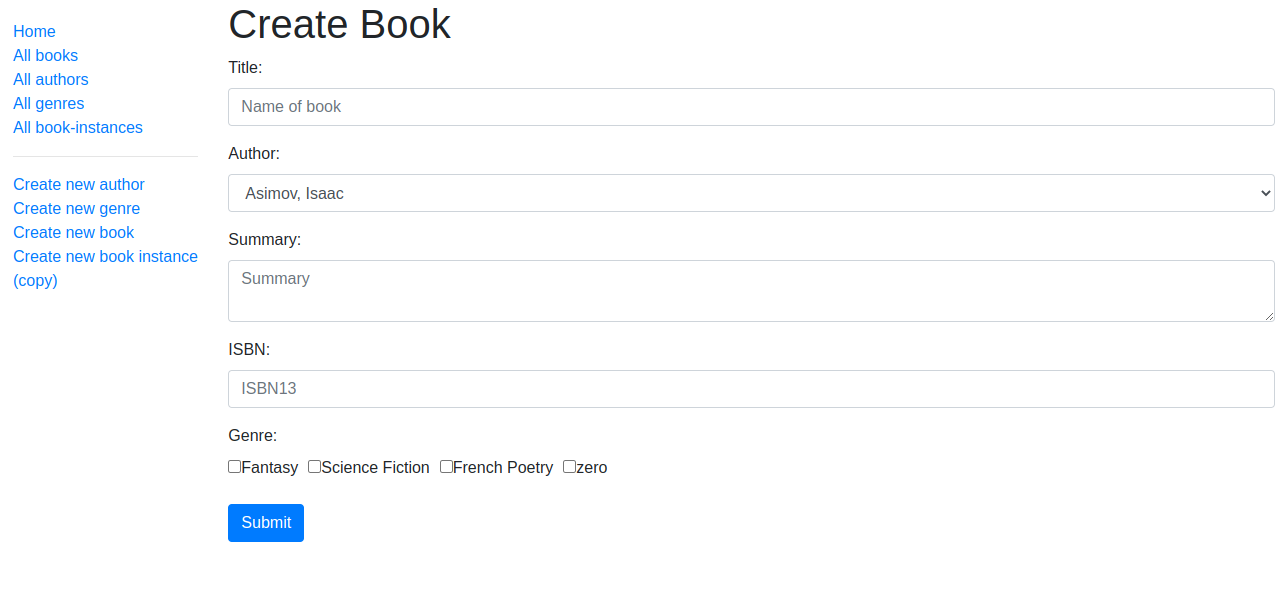 Home
All books
All authors
All genres
All book-instances
Create new author
Create new genre
Create new book
Create new book instance
(copy)
Create Book
Title:
Name of book
Author:
Asimov, Isaac
Summary:
Summary
ISBN:
ISBN13
Genre:
Fantasy Science Fiction French Poetry zero
Submit